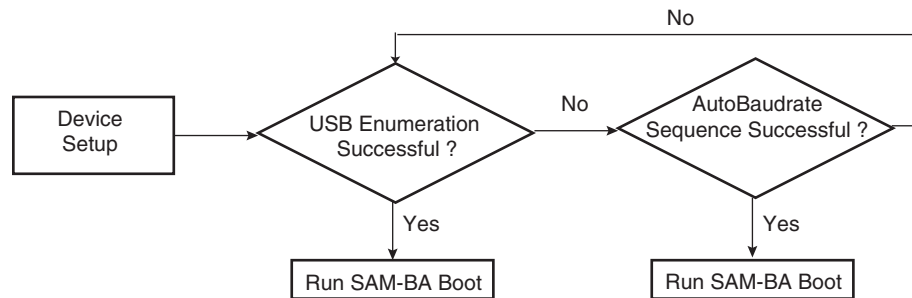 No
Device
Setup
USB Enumeration
Successful ?
No
AutoBaudrate
Sequence Successful ?
Yes
Yes
Run SAM-BA Boot
Run SAM-BA Boot